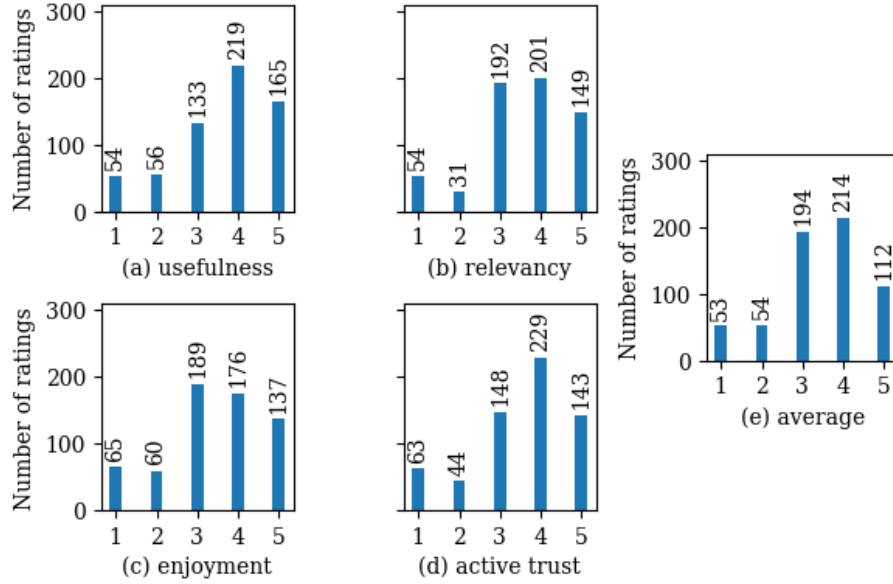 Number of ratings
300
200
100
0
54
56
133
219
165
1 2 3 4 5
(a) usefulness
54
31
192
201
149
1 2 3 4 5
(b) relevancy
Number of ratings
300
200
100
0
65
60
189
176
137
1 2 3 4 5
(c) enjoyment
63
44
148
229
143
1 2 3 4 5
(d) active trust
Number of ratings
300
200
100
0
53
54
194
214
112
1 2 3 4 5
(e) average